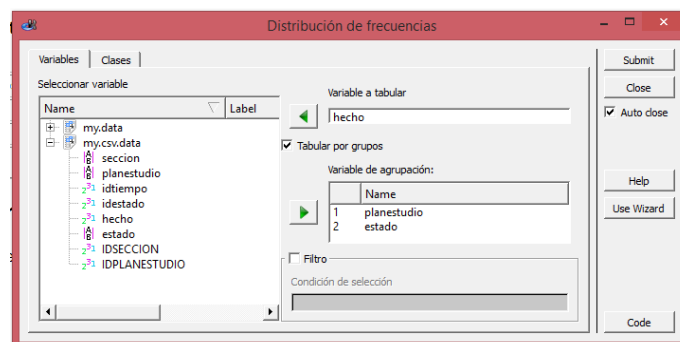 Distribución de frecuencias
Variables Clases
Seleccionar variable
Name Label
my.data
my.csv.data
seccion
planestudio
idtiempo
idestado
hecho
estado
IDSECCION
IDPLANESTUDIO
Variable a tabular
hecho
Tabular por grupos
Variable de agrupación:
Name
1 planestudio
2 estado
Filtro
Condición de selección
Submit
Close
Auto close
Help
Use Wizard
Code